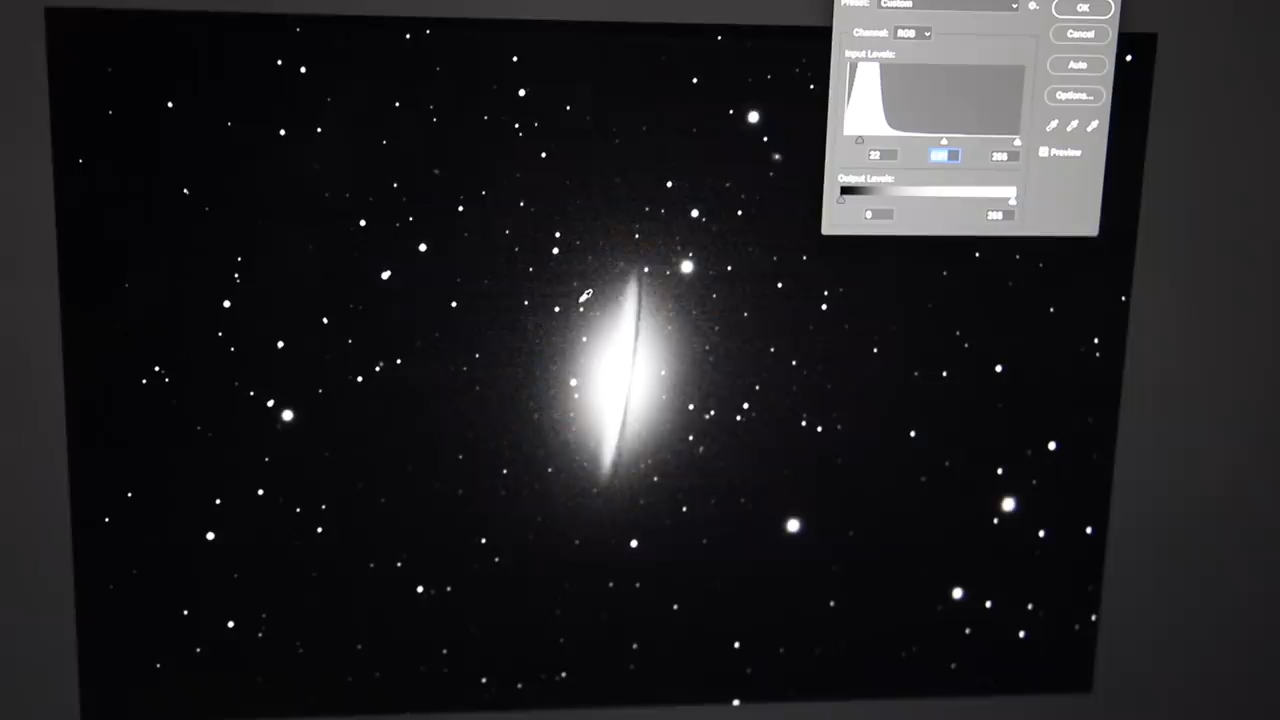 Preset: Custom
OK
Channel: RGB
Cancel
Input Levels:
Auto
Options...
22
255
Preview
Output Levels:
0
255